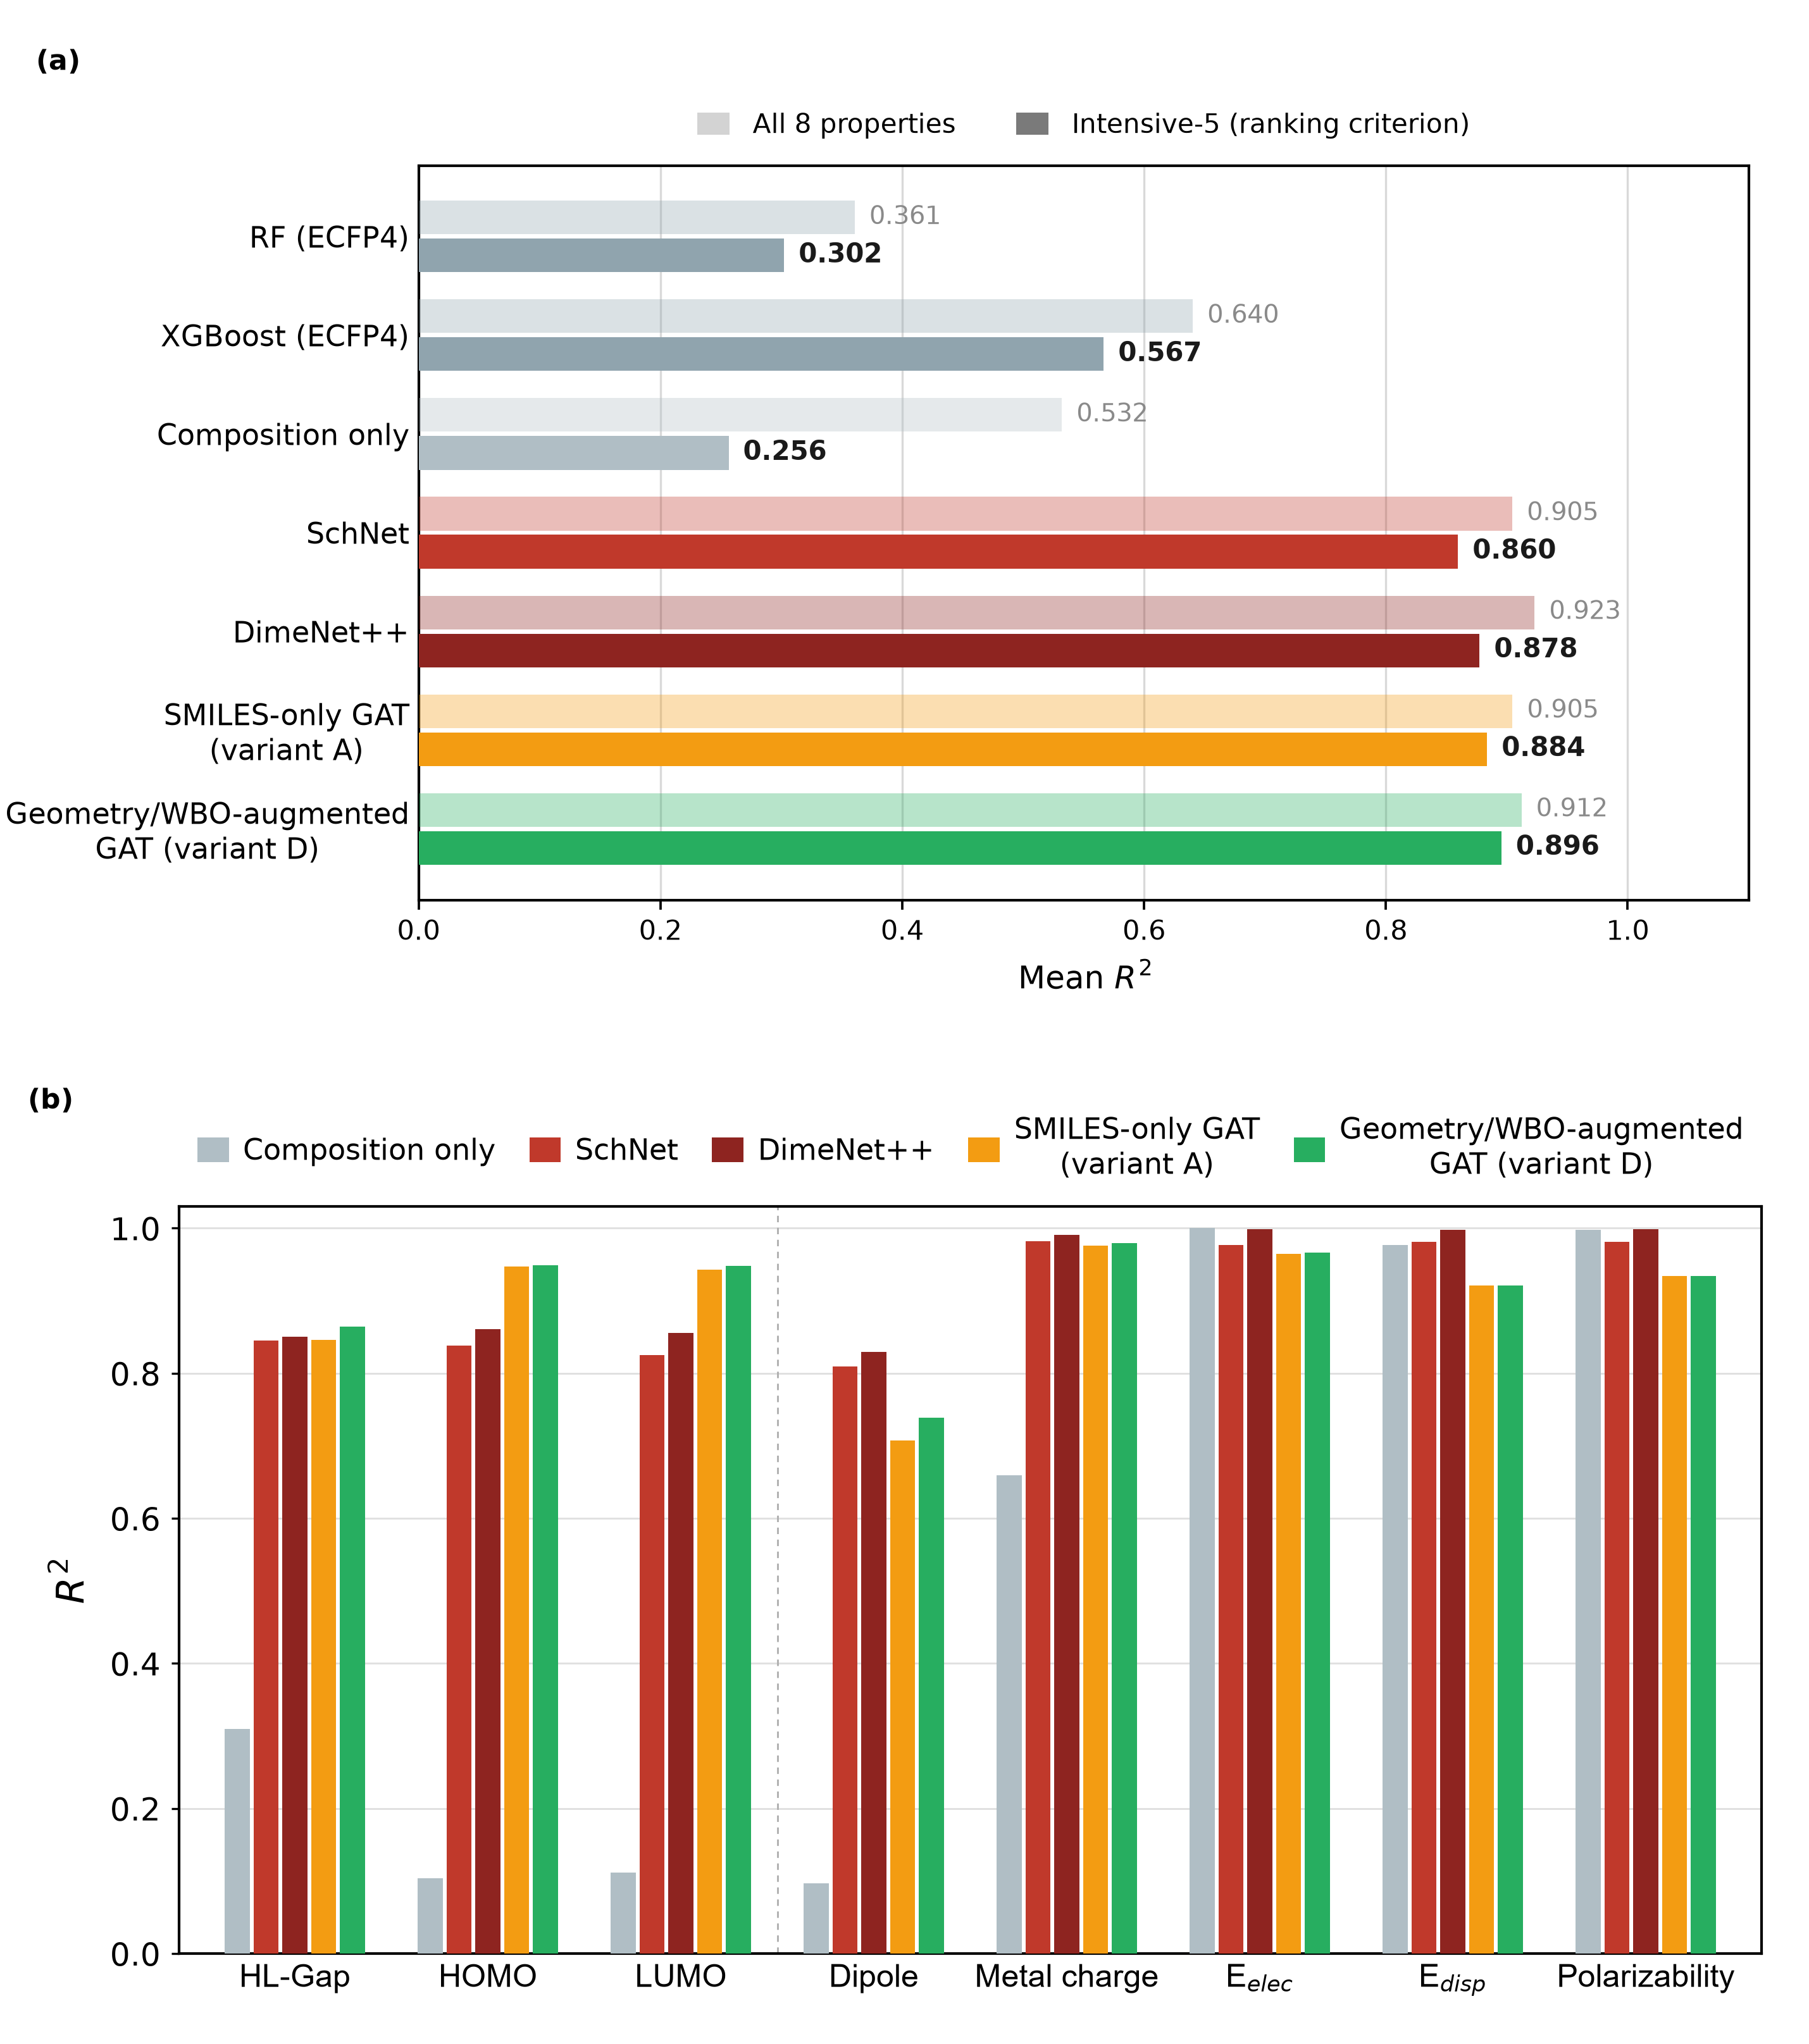 (a)
All 8 properties Intensive-5 (ranking criterion)
RF (ECFP4) 0.361
0.302
XGBoost (ECFP4) 0.640
0.567
Composition only 0.532
0.256
SchNet 0.905
0.860
DimeNet++ 0.923
0.878
SMILES-only GAT
(variant A) 0.905
0.884
Geometry/WBO-augmented
GAT (variant D) 0.912
0.896
0.0 0.2 0.4 0.6 0.8 1.0
Mean R²
(b)
Composition only SchNet DimeNet++ SMILES-only GAT
(variant A) Geometry/WBO-augmented
GAT (variant D)
1.0
0.8
0.6
0.4
0.2
0.0
R²
HL-Gap HOMO LUMO Dipole Metal charge E_elec E_disp Polarizability